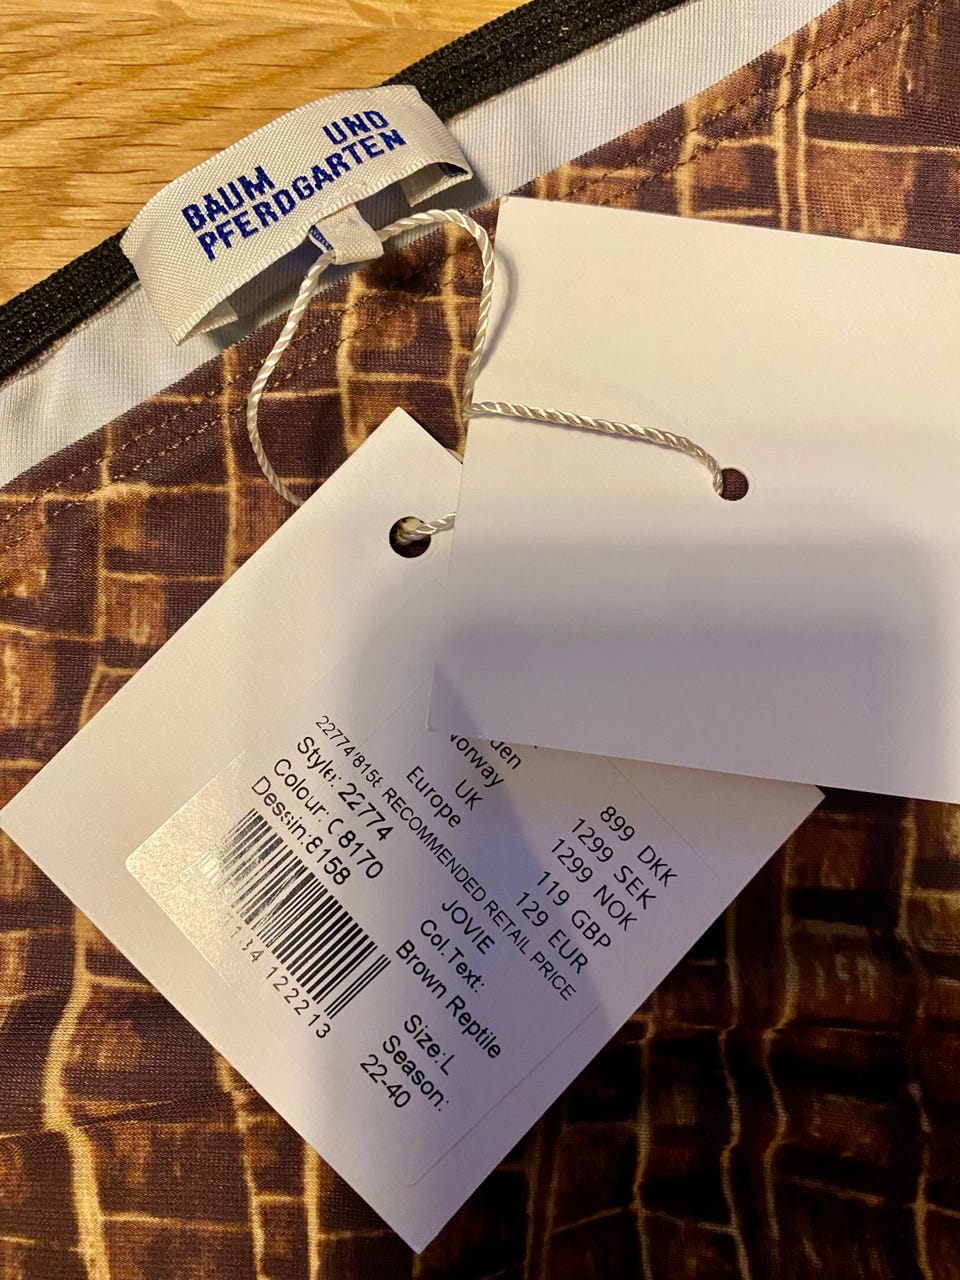 BAUM UND
PFERDGARTEN
Norway
UK
Europe
899 DKK
1299 SEK
1299 NOK
119 GBP
129 EUR
RECOMMENDED RETAIL PRICE
Style: 22774
JOVIE
Colour: C8170
Col.Text:
Dessin:8158
Brown Reptile
Size:L
Season:
22-40
122213